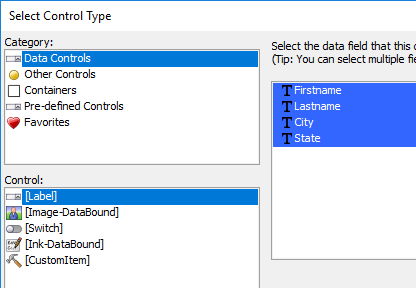 Select Control Type
Category:
Data Controls
Other Controls
Containers
Pre-defined Controls
Favorites
Control:
[Label]
[Image-DataBound]
[Switch]
[Ink-DataBound]
[CustomItem]
Select the data field that this
(Tip: You can select multiple
Firstname
Lastname
City
State